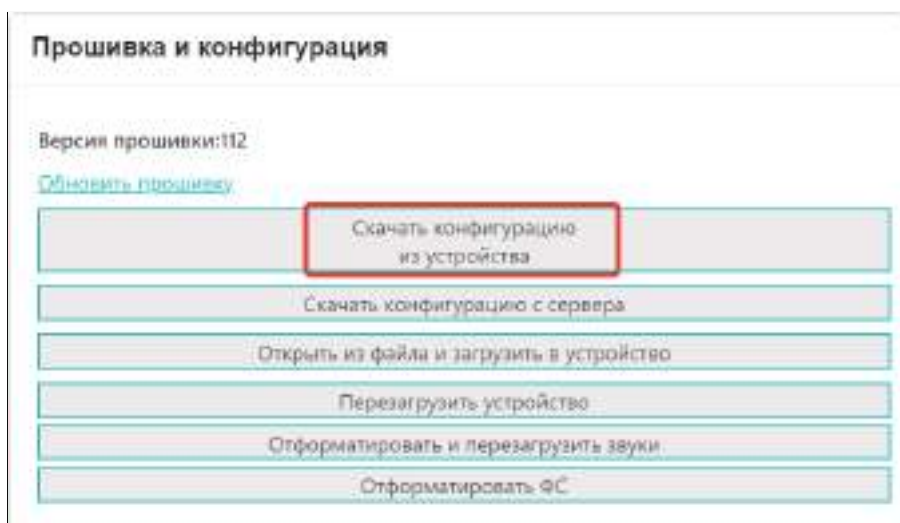 Прошивка и конфигурация
Версия прошивки:112
Обновить прошивку
Скачать конфигурацию
из устройства
Скачать конфигурацию с сервера
Открыть из файла и загрузить в устройство
Перезагрузить устройство
Отформатировать и перезагрузить звуки
Отформатировать ФС